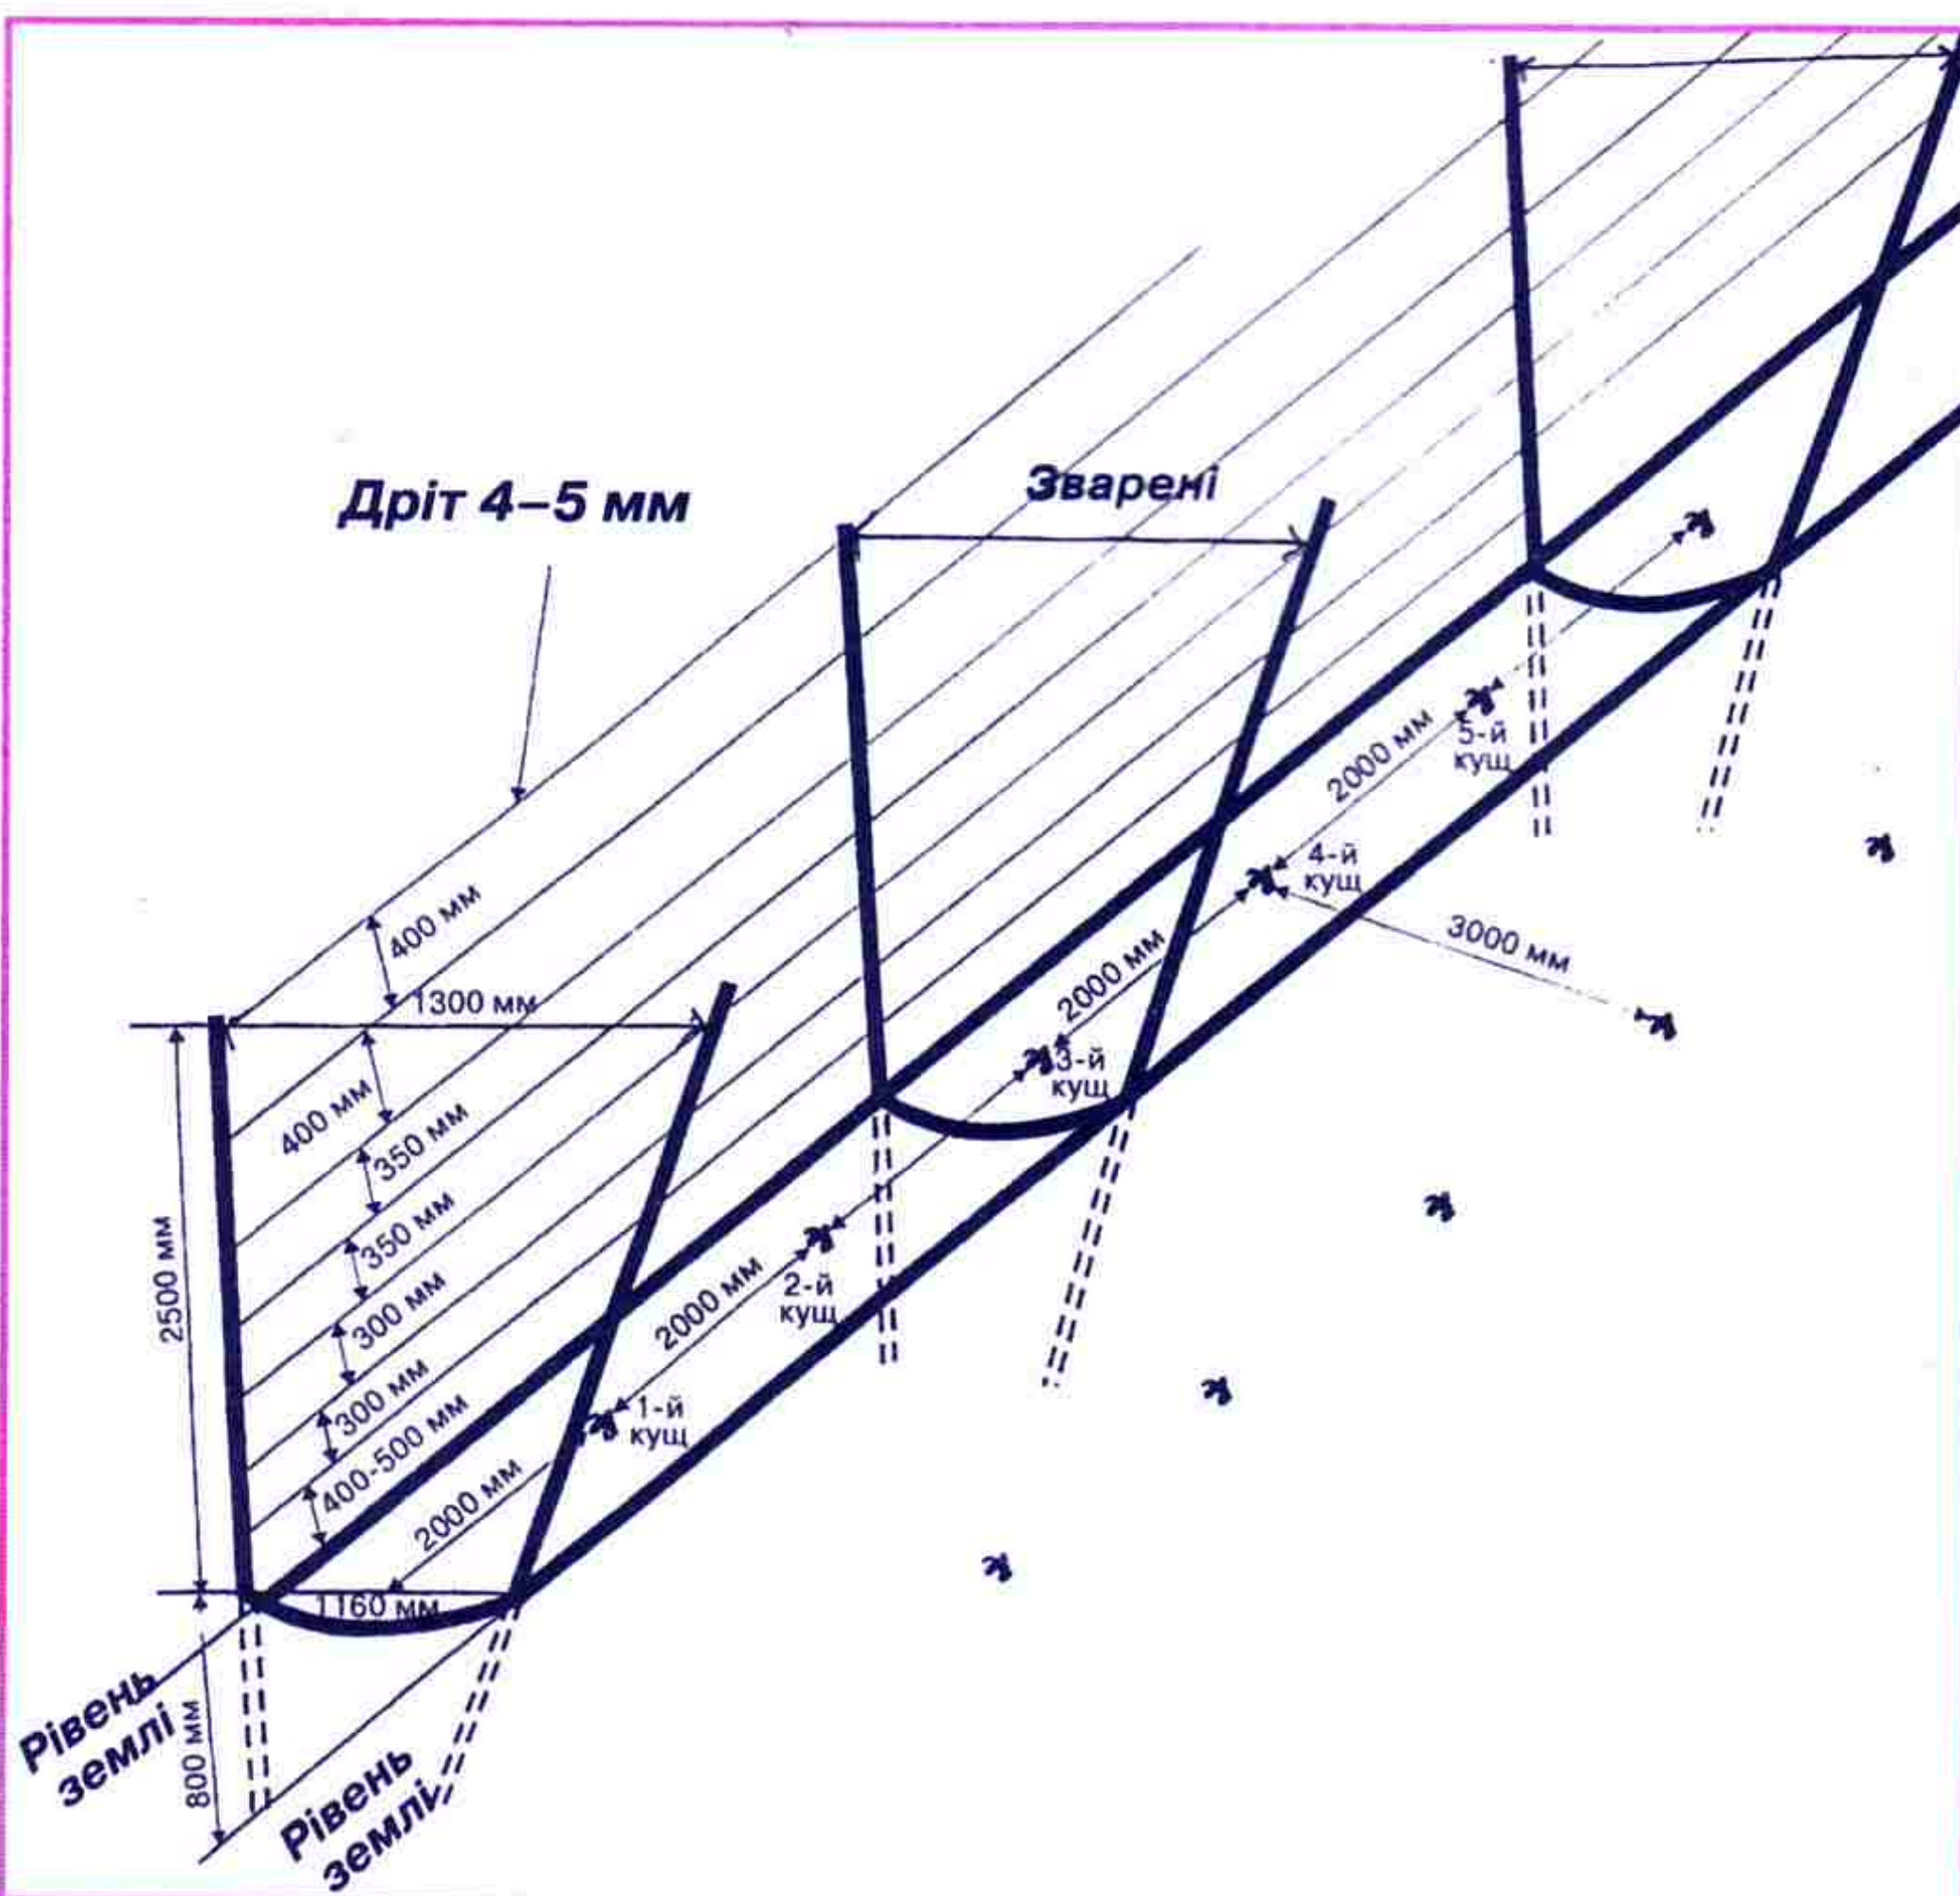 Дріт 4–5 мм
Зварені
400 мм
1300 мм
400 мм
350 мм
350 мм
300 мм
300 мм
400-500 мм
2500 мм
2000 мм
1160 мм
800 мм
Рівень
землі
Рівень
землі
1-й
кущ
2000 мм
2-й
кущ
3-й
кущ
2000 мм
4-й
кущ
2000 мм
5-й
кущ
3000 мм